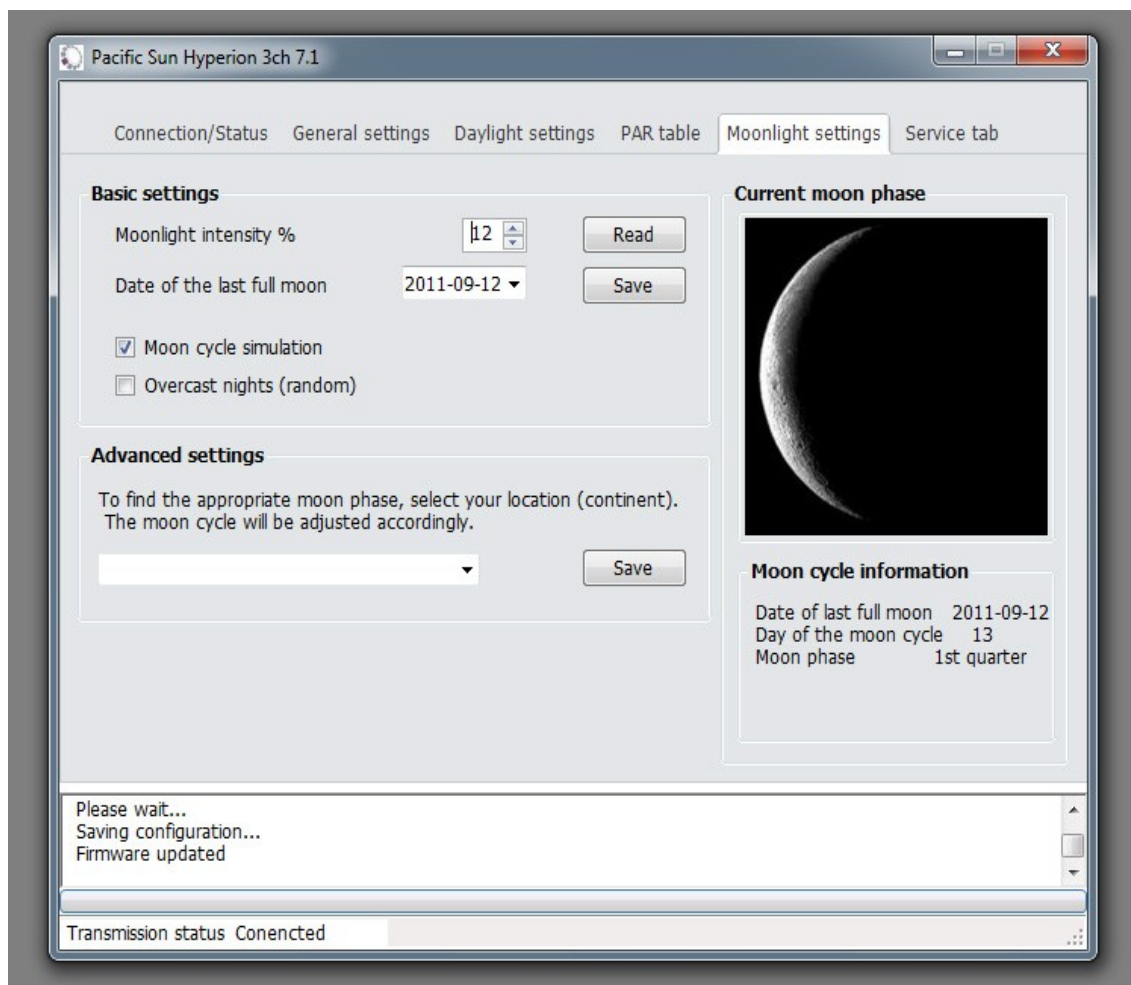 Pacific Sun Hyperion 3ch 7.1
Connection/Status General settings Daylight settings PAR table Moonlight settings Service tab
Basic settings
Moonlight intensity % 12 Read
Date of the last full moon 2011-09-12 Save
Moon cycle simulation
Overcast nights (random)
Advanced settings
To find the appropriate moon phase, select your location (continent).
The moon cycle will be adjusted accordingly.
Save
Current moon phase
Moon cycle information
Date of last full moon 2011-09-12
Day of the moon cycle 13
Moon phase 1st quarter
Please wait...
Saving configuration...
Firmware updated
Transmission status Conencted